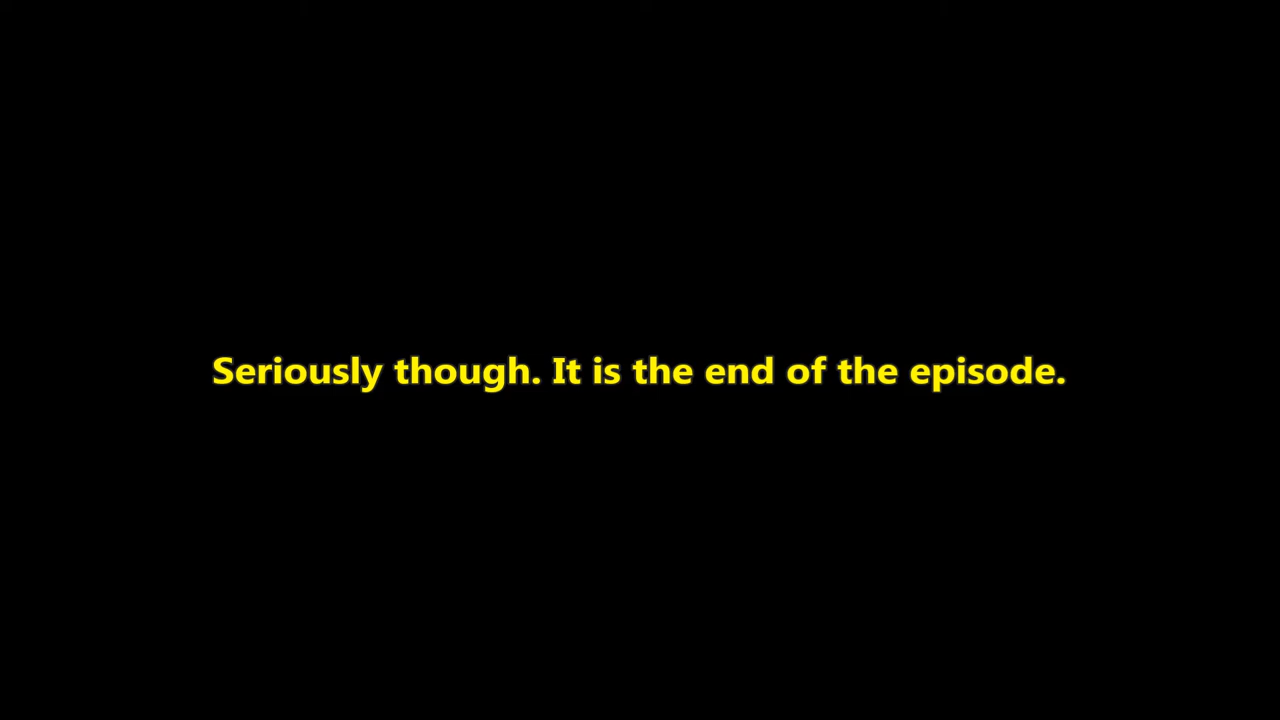 Seriously though. It is the end of the episode.